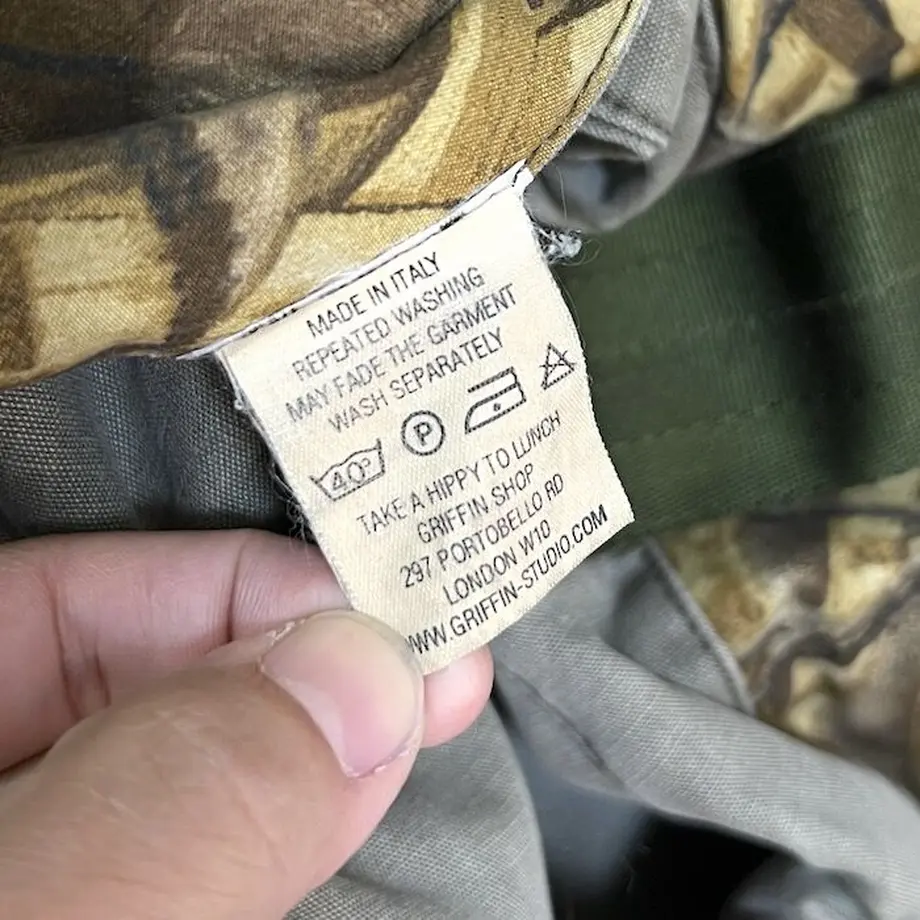 MADE IN ITALY
REPEATED WASHING
MAY FADE THE GARMENT
WASH SEPARATELY
40° P
TAKE A HIPPY TO LUNCH
GRIFFIN SHOP
297 PORTOBELLO RD
LONDON W10
WWW.GRIFFIN-STUDIO.COM